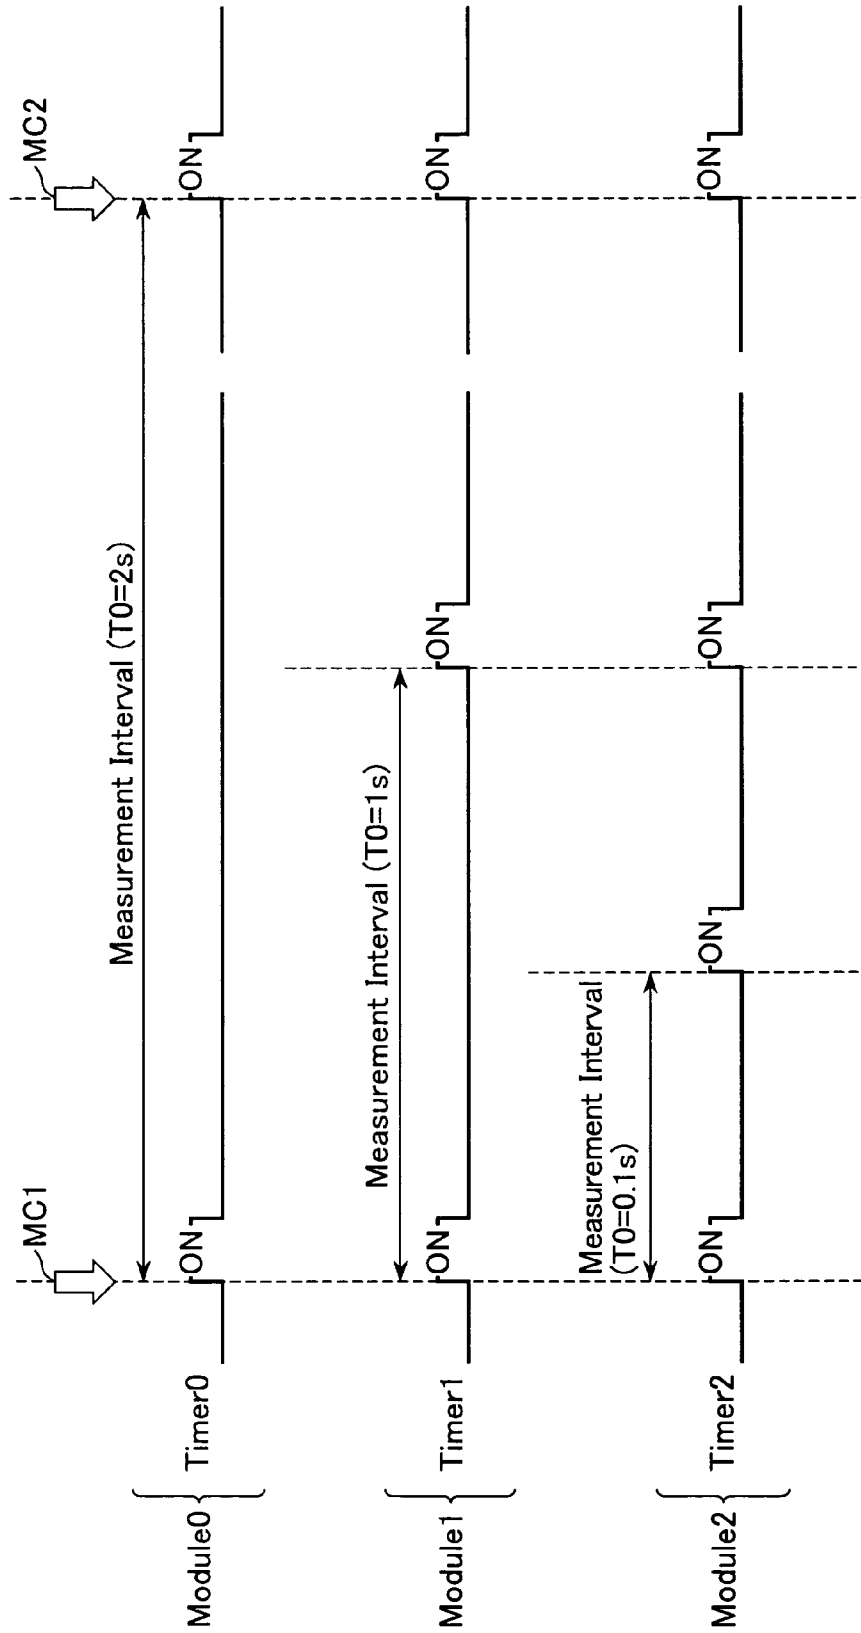 MC1
MC2
Measurement Interval (T0=2s)
Module0
Timer0
ON
ON
Measurement Interval (T0=1s)
Module1
Timer1
ON
ON
ON
Measurement Interval
(T0=0.1s)
Module2
Timer2
ON
ON
ON
ON